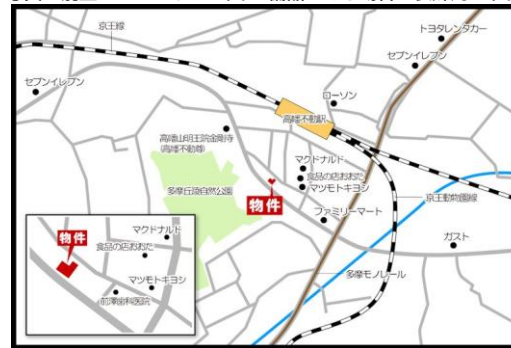 京王線
トヨタレンタカー
セブンイレブン
セブンイレブン
ローソン
高幡不動駅
高幡山明王院金剛寺
(高幡不動尊)
マクドナルド
食品の店おおた
マツモトキヨシ
多摩丘陵自然公園
物件
京王動物園線
ファミリーマート
ガスト
多摩モノレール
マクドナルド
物件
食品の店おおた
マツモトキヨシ
前澤歯科医院